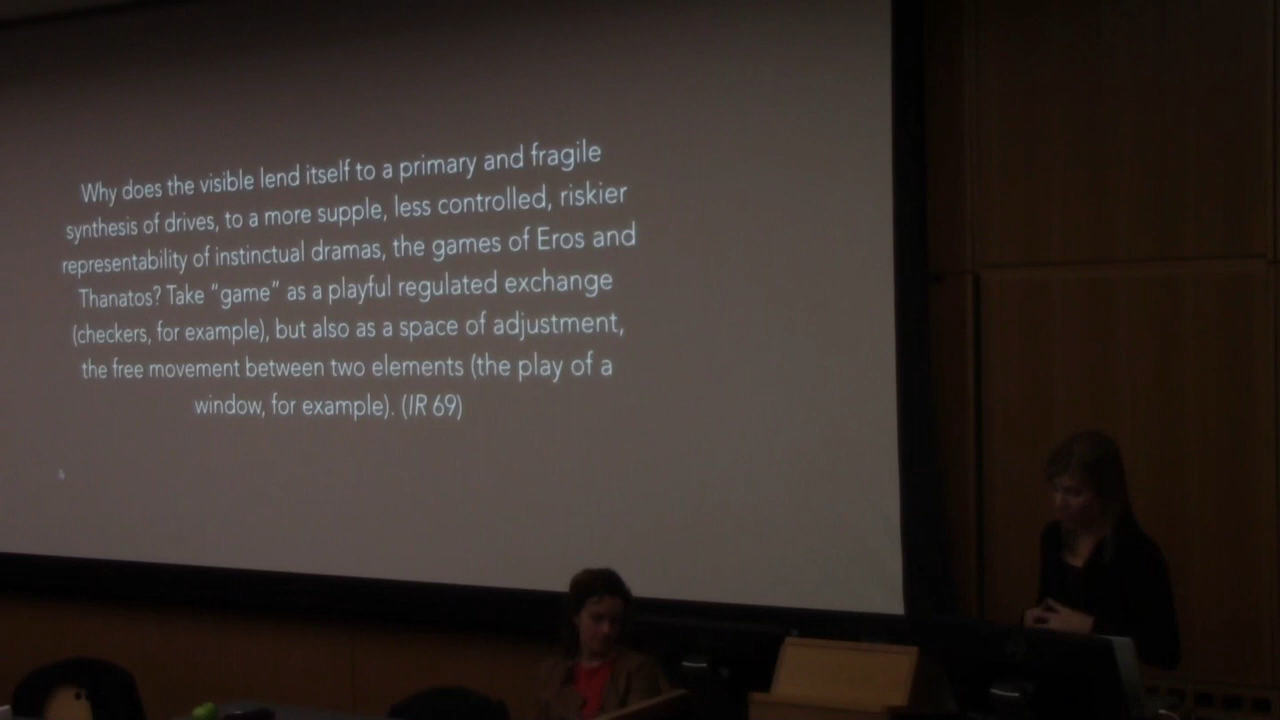 Why does the visible lend itself to a primary and fragile
synthesis of drives, to a more supple, less controlled, riskier
representability of instinctual dramas, the games of Eros and
Thanatos? Take “game” as a playful regulated exchange
(checkers, for example), but also as a space of adjustment,
the free movement between two elements (the play of a
window, for example). (IR 69)